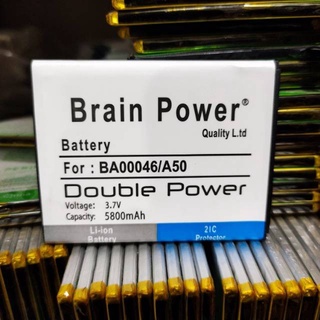 Brain Power®
Quality L.td
Battery
For : BA00046/A50
Double Power
Voltage: 3.7V
Capacity: 5800mAh
Li-ion
Battery
2IC
Protector